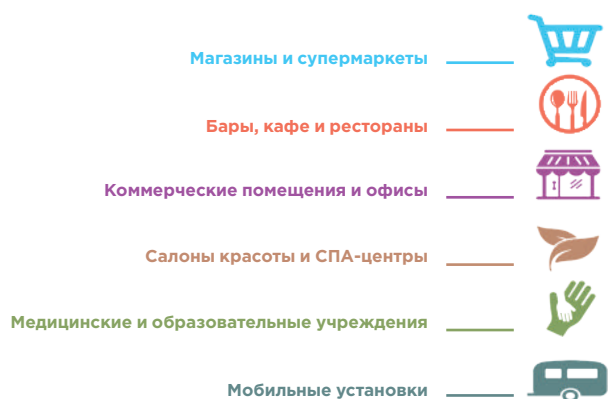 Магазины и супермаркеты
Бары, кафе и рестораны
Коммерческие помещения и офисы
Салоны красоты и СПА-центры
Медицинские и образовательные учреждения
Мобильные установки